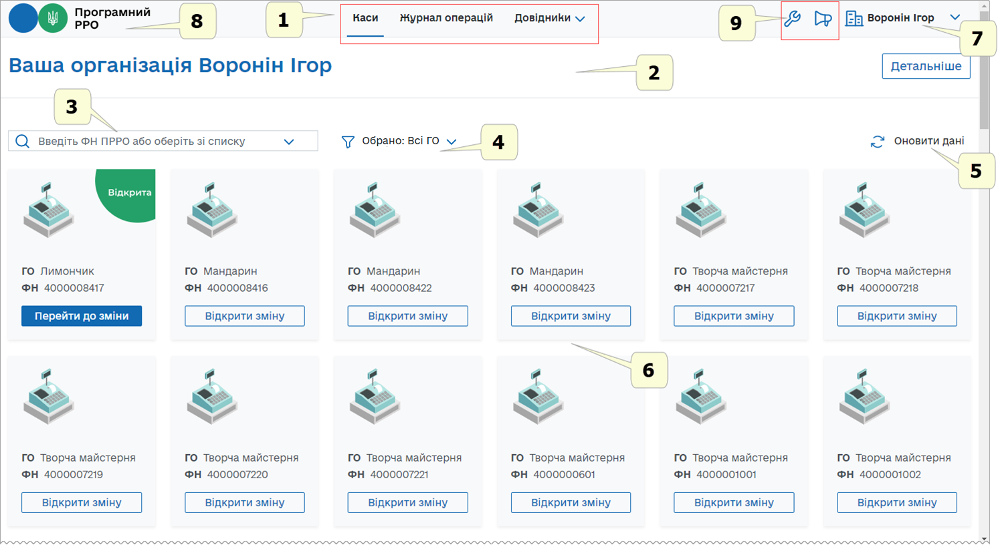 Програмний
РРО
8
1
Каси Журнал операцій Довідники
9
Воронін Ігор
7
Ваша організація Воронін Ігор
2
Детальніше
3
Введіть ФН ПРРО або оберіть зі списку
Обрано: Всі ГО
4
Оновити дані
5
Відкрита
ГО Лимончик
ФН 4000008417
Перейти до зміни
ГО Мандарин
ФН 4000008416
Відкрити зміну
ГО Мандарин
ФН 4000008422
Відкрити зміну
ГО Мандарин
ФН 4000008423
Відкрити зміну
ГО Творча майстерня
ФН 4000007217
Відкрити зміну
ГО Творча майстерня
ФН 4000007218
Відкрити зміну
6
ГО Творча майстерня
ФН 4000007219
Відкрити зміну
ГО Творча майстерня
ФН 4000007220
Відкрити зміну
ГО Творча майстерня
ФН 4000007221
Відкрити зміну
ГО Творча майстерня
ФН 4000000601
Відкрити зміну
ГО Творча майстерня
ФН 4000001001
Відкрити зміну
ГО Творча майстерня
ФН 4000001002
Відкрити зміну